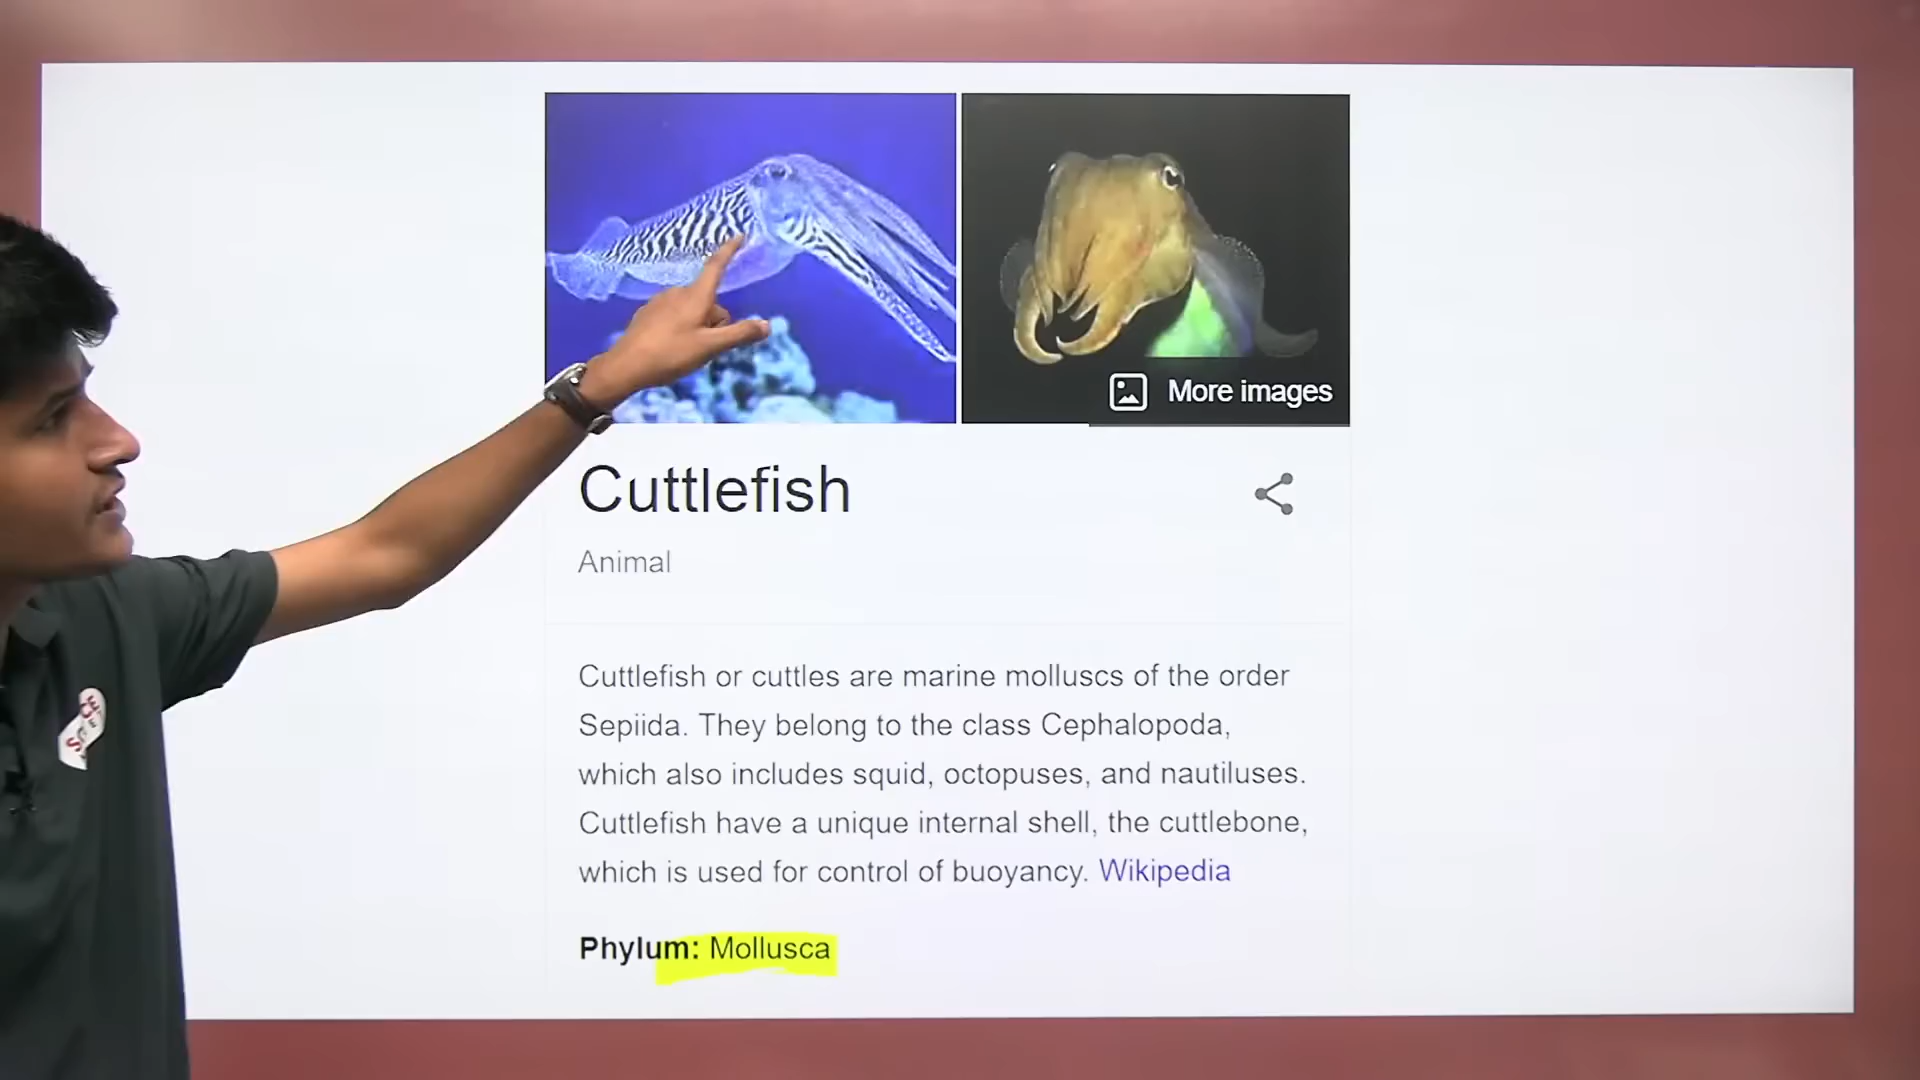 More images
Cuttlefish
Animal
Cuttlefish or cuttles are marine molluscs of the order
Sepiida. They belong to the class Cephalopoda,
which also includes squid, octopuses, and nautiluses.
Cuttlefish have a unique internal shell, the cuttlebone,
which is used for control of buoyancy. Wikipedia
Phylum: Mollusca